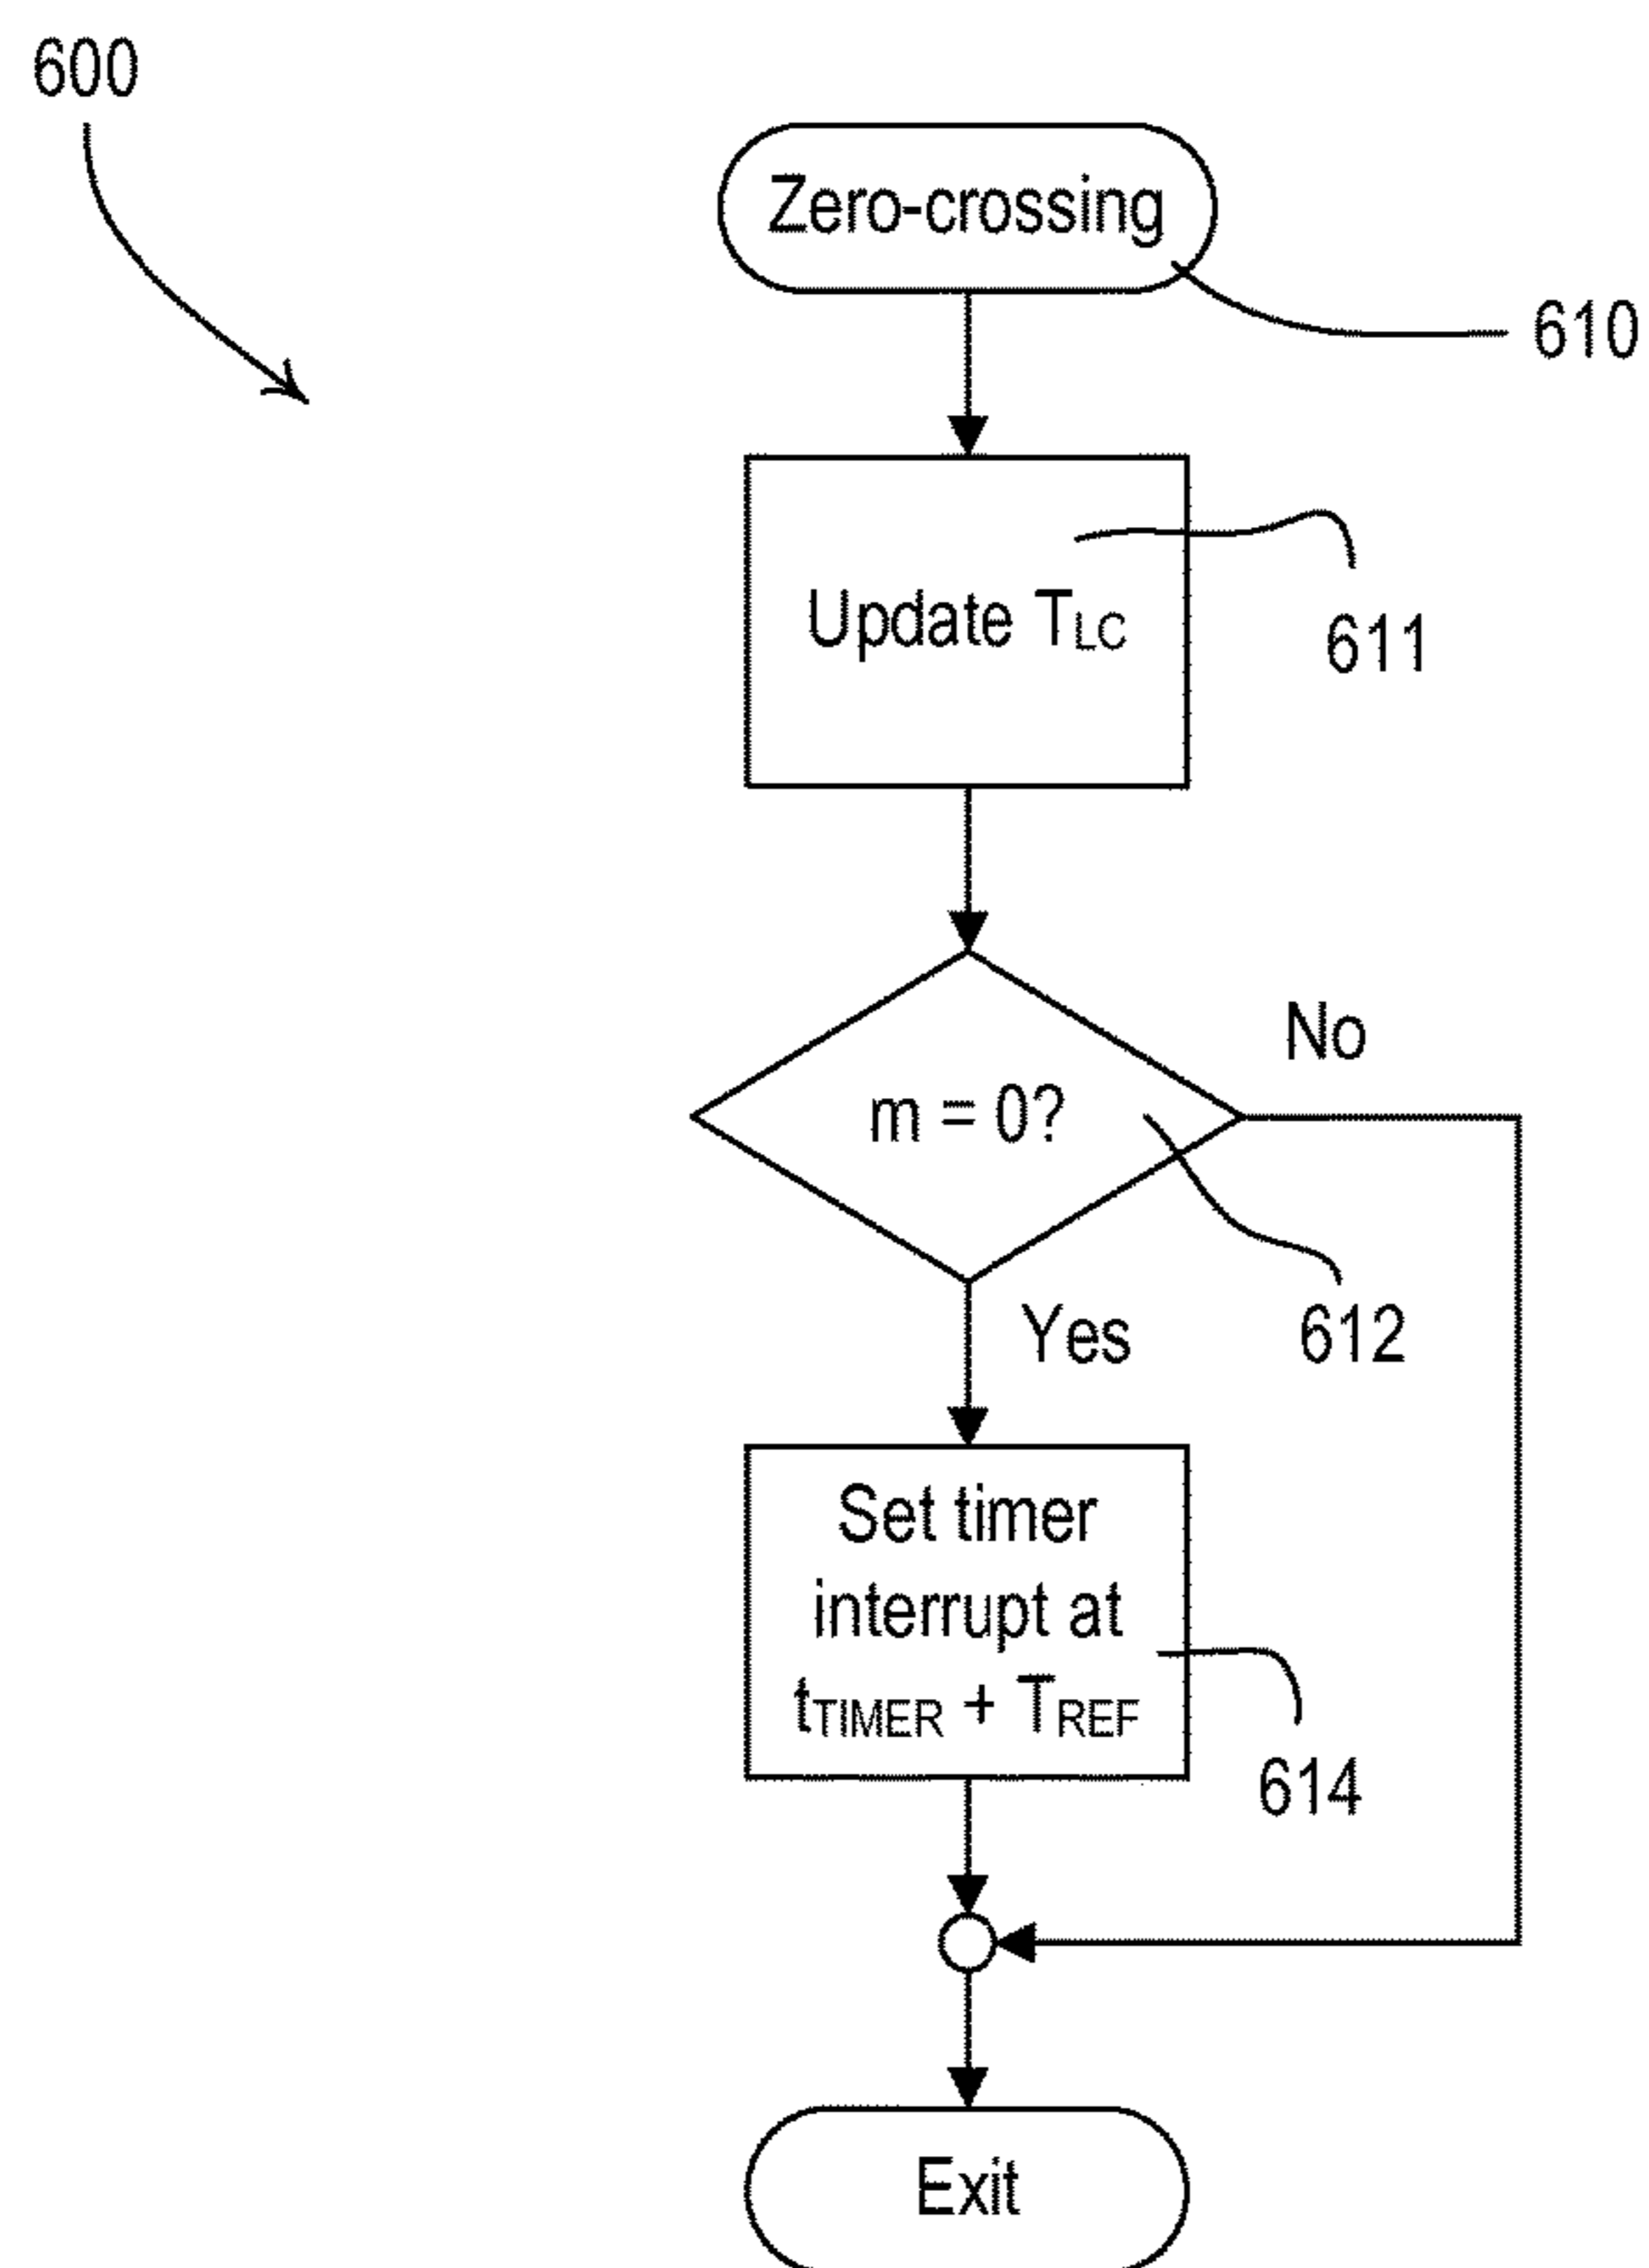 600
Zero-crossing
610
Update TLC
611
No
m = 0?
Yes
612
Set timer
interrupt at
tTIMER + TREF
614
Exit